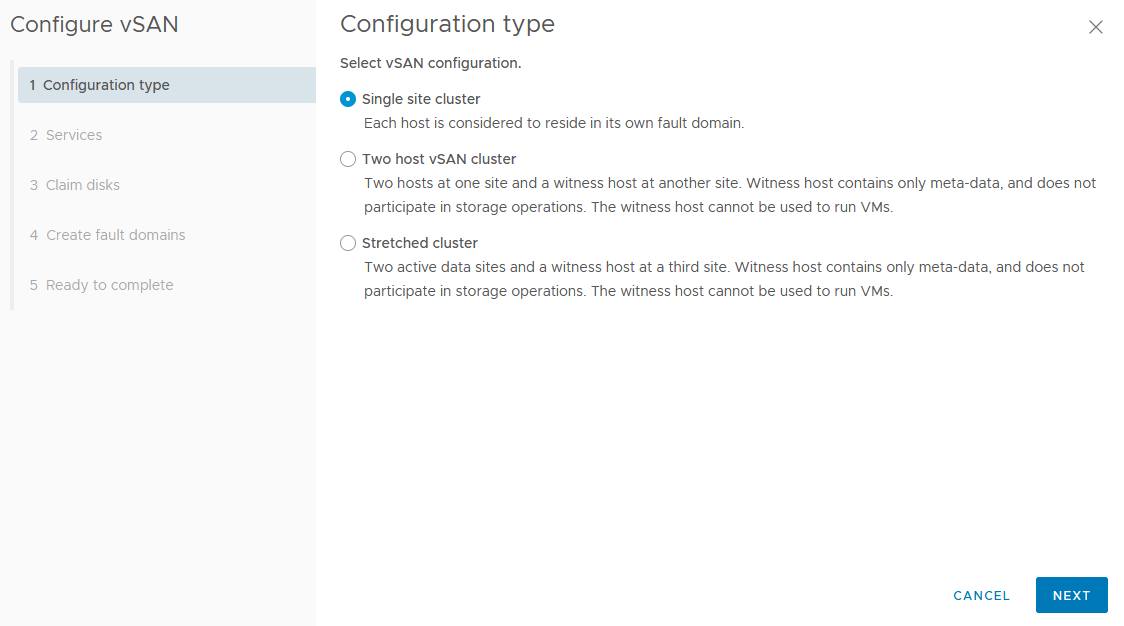 Configure vSAN
1 Configuration type
2 Services
3 Claim disks
4 Create fault domains
5 Ready to complete
Configuration type
Select vSAN configuration.
Single site cluster
Each host is considered to reside in its own fault domain.
Two host vSAN cluster
Two hosts at one site and a witness host at another site. Witness host contains only meta-data, and does not
participate in storage operations. The witness host cannot be used to run VMs.
Stretched cluster
Two active data sites and a witness host at a third site. Witness host contains only meta-data, and does not
participate in storage operations. The witness host cannot be used to run VMs.
CANCEL
NEXT